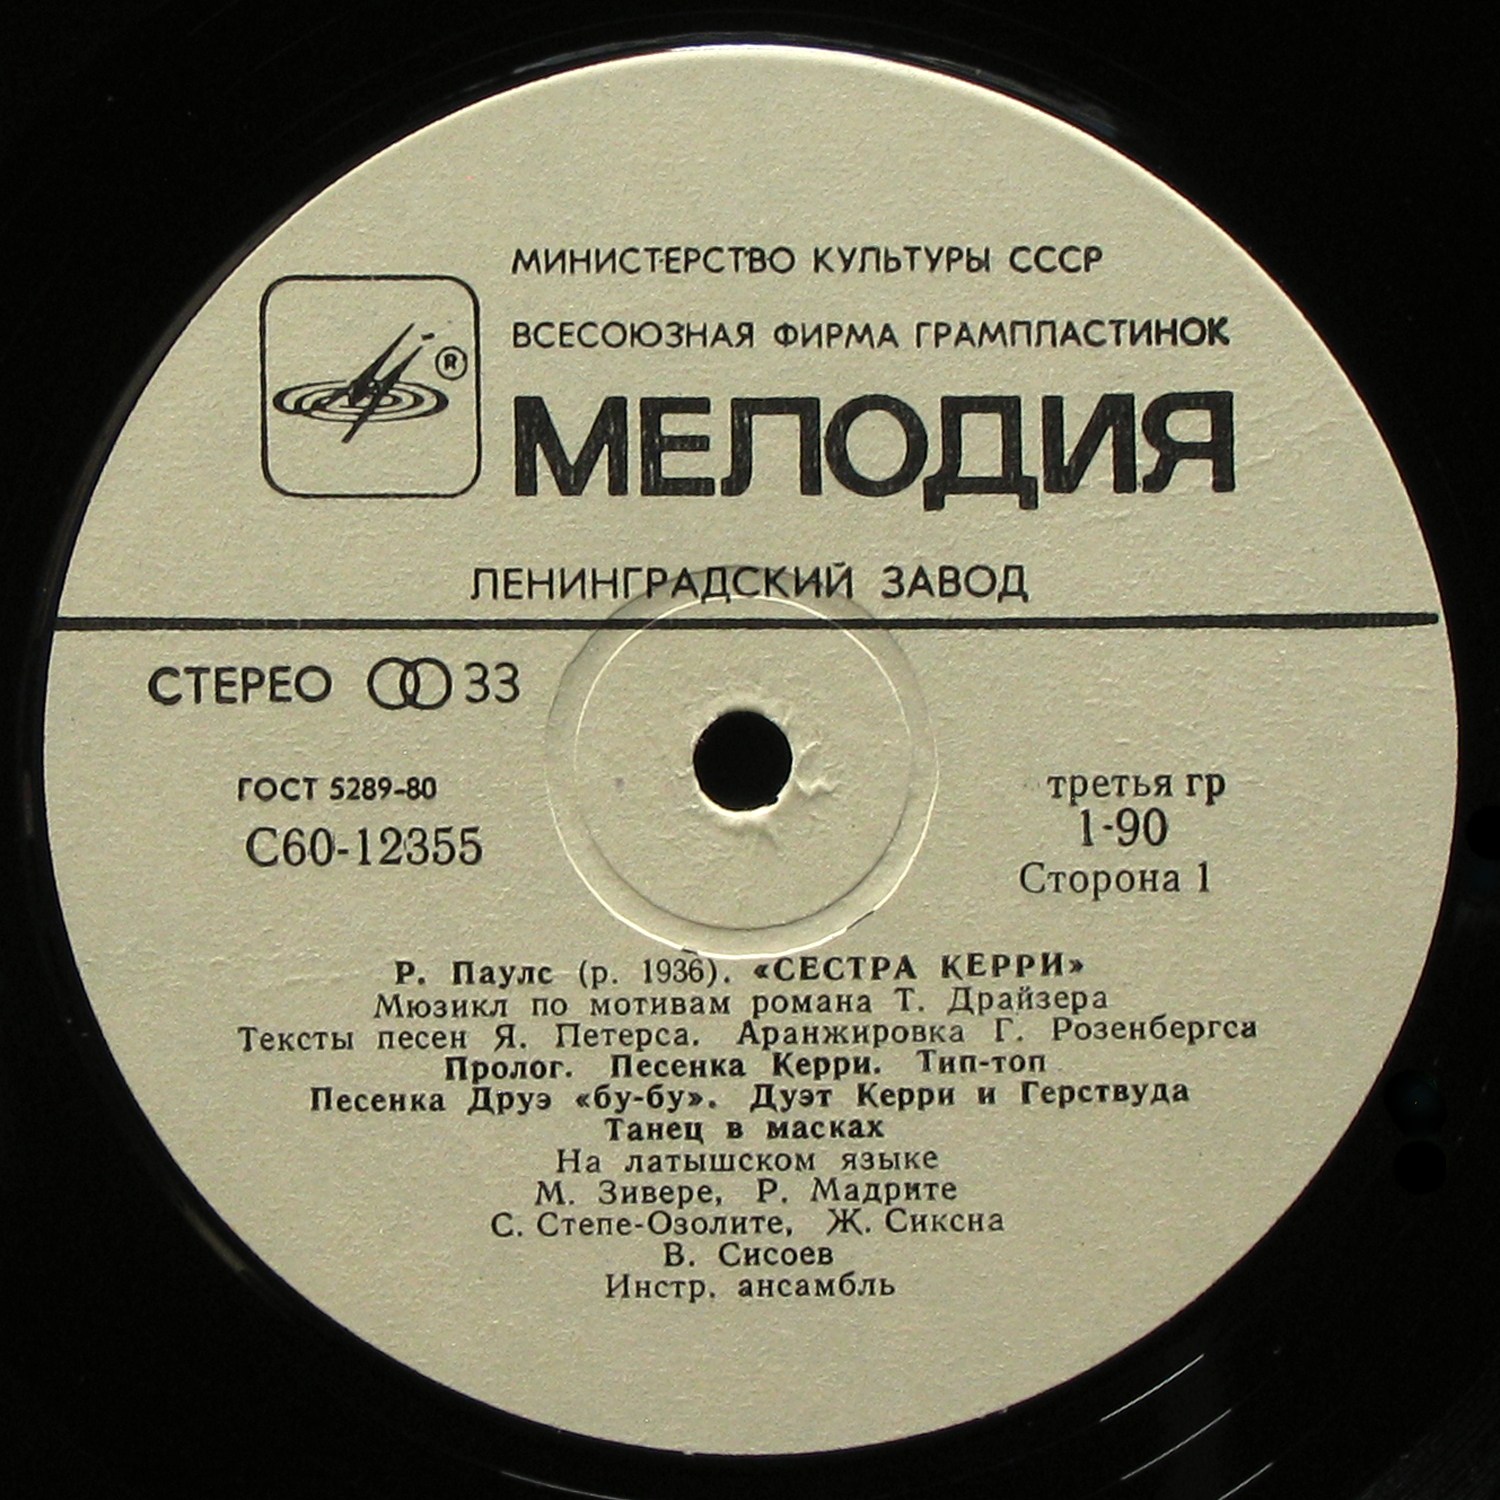 МИНИСТЕРСТВО КУЛЬТУРЫ СССР
ВСЕСОЮЗНАЯ ФИРМА ГРАМПЛАСТИНОК
®
МЕЛОДИЯ
ЛЕНИНГРАДСКИЙ ЗАВОД
СТЕРЕО 33
ГОСТ 5289-80
С60-12355
третья гр
1-90
Сторона 1
Р. Паулс (р. 1936). «СЕСТРА КЕРРИ»
Мюзикл по мотивам романа Т. Драйзера
Тексты песен Я. Петерса. Аранжировка Г. Розенбергса
Пролог. Песенка Керри. Тип-топ
Песенка Друэ «бу-бу». Дуэт Керри и Герствуда
Танец в масках
На латышском языке
М. Зивере, Р. Мадрите
С. Степе-Озолите, Ж. Сиксна
В. Сисоев
Инстр. ансамбль